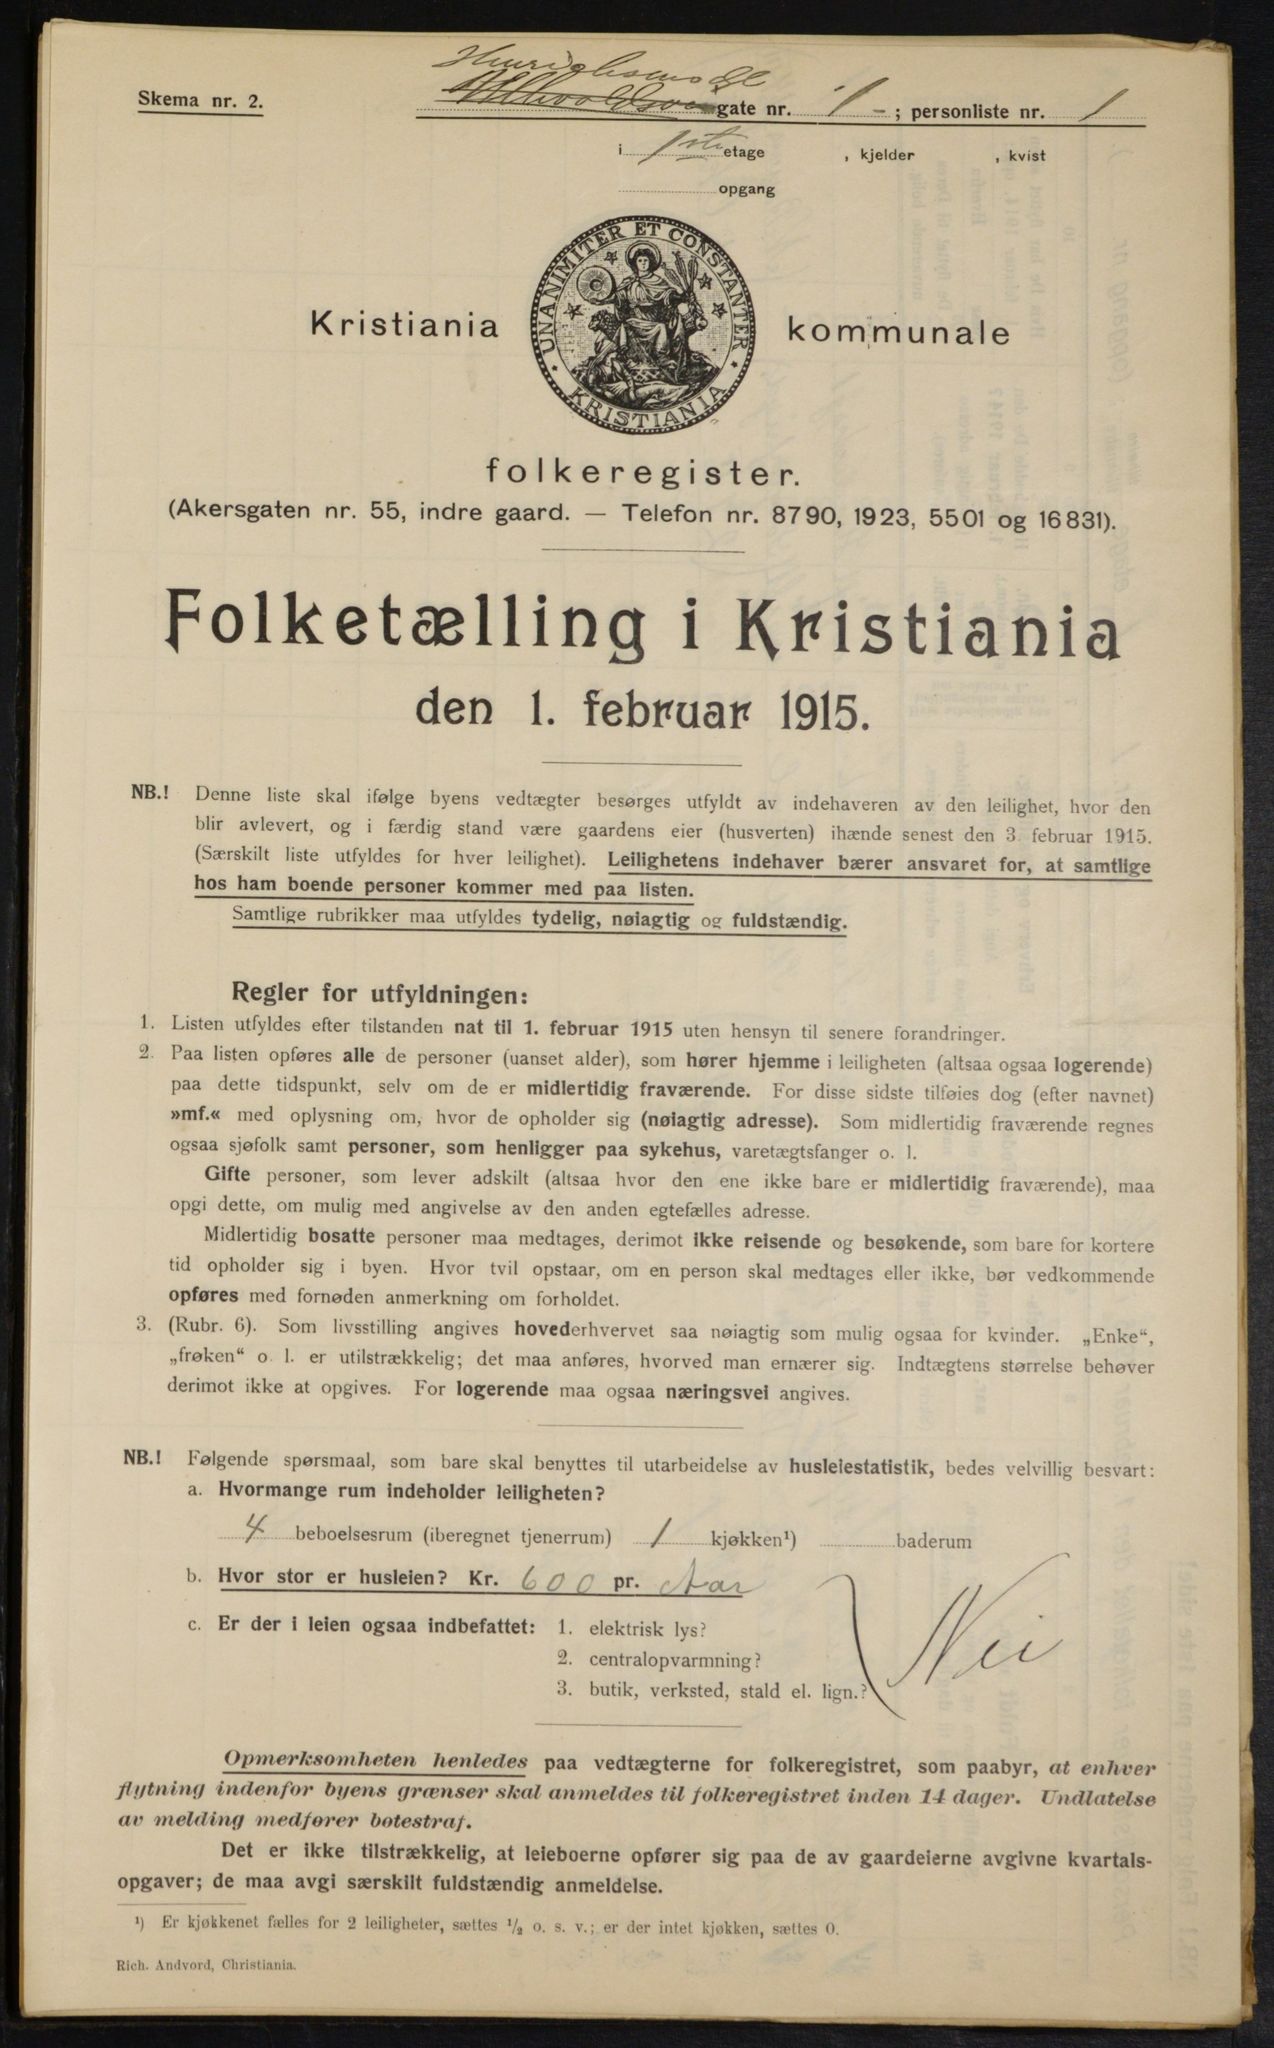 Skema nr. 2.
gate nr. 1 - ; personliste nr. 1
i 1ste etage , kjelder , kvist
opgang
UNANIMITER ET CONSTANTER
KRISTIANIA
Kristiania kommunale
folkeregister.
(Akersgaten nr. 55, indre gaard. — Telefon nr. 8790, 1923, 5501 og 16831).
Folketælling i Kristiania
den 1. februar 1915.
NB.! Denne liste skal ifølge byens vedtægter besørges utfyldt av indehaveren av den leilighet, hvor den
blir avlevert, og i færdig stand være gaardens eier (husverten) ihænde senest den 3. februar 1915.
(Særskilt liste utfyldes for hver leilighet). Leilighetens indehaver bærer ansvaret for, at samtlige
hos ham boende personer kommer med paa listen.
Samtlige rubrikker maa utfyldes tydelig, nøiagtig og fuldstændig.
Regler for utfyldningen:
1. Listen utfyldes efter tilstanden nat til 1. februar 1915 uten hensyn til senere forandringer.
2. Paa listen opføres alle de personer (uanset alder), som hører hjemme i leiligheten (altsaa ogsaa logerende)
paa dette tidspunkt, selv om de er midlertidig fraværende. For disse sidste tilføies dog (efter navnet)
»mf.« med oplysning om, hvor de opholder sig (nøiagtig adresse). Som midlertidig fraværende regnes
ogsaa sjøfolk samt personer, som henligger paa sykehus, varetægtsfanger o. l.
Gifte personer, som lever adskilt (altsaa hvor den ene ikke bare er midlertidig fraværende), maa
opgi dette, om mulig med angivelse av den anden egtefælles adresse.
Midlertidig bosatte personer maa medtages, derimot ikke reisende og besøkende, som bare for kortere
tid opholder sig i byen. Hvor tvil opstaar, om en person skal medtages eller ikke, bør vedkommende
opføres med fornøden anmerkning om forholdet.
3. (Rubr. 6). Som livsstilling angives hovederhvervet saa nøiagtig som mulig ogsaa for kvinder. „Enke“,
„frøken“ o. l. er utilstrækkelig; det maa anføres, hvorved man ernærer sig. Indtægtens størrelse behøver
derimot ikke at opgives. For logerende maa ogsaa næringsvei angives.
NB.! Følgende spørsmaal, som bare skal benyttes til utarbeidelse av husleiestatistik, bedes velvillig besvart:
a. Hvormange rum indeholder leiligheten?
4 beboelsesrum (iberegnet tjenerrum) 1 kjøkken¹) baderum
b. Hvor stor er husleien? Kr. 600 pr. Aar
c. Er der i leien ogsaa indbefattet: 1. elektrisk lys?
2. centralopvarmning? Nei
3. butik, verksted, stald el. lign.?
Opmerksomheten henledes paa vedtægterne for folkeregistret, som paabyr, at enhver
flytning indenfor byens grænser skal anmeldes til folkeregistret inden 14 dager. Undlatelse
av melding medfører bøtestraf.
Det er ikke tilstrækkelig, at leieboerne opfører sig paa de av gaardeierne avgivne kvartals-
opgaver; de maa avgi særskilt fuldstændig anmeldelse.
¹) Er kjøkkenet fælles for 2 leiligheter, sættes ½ o. s. v.; er der intet kjøkken, sættes 0.
Rich. Andvord, Christiania.